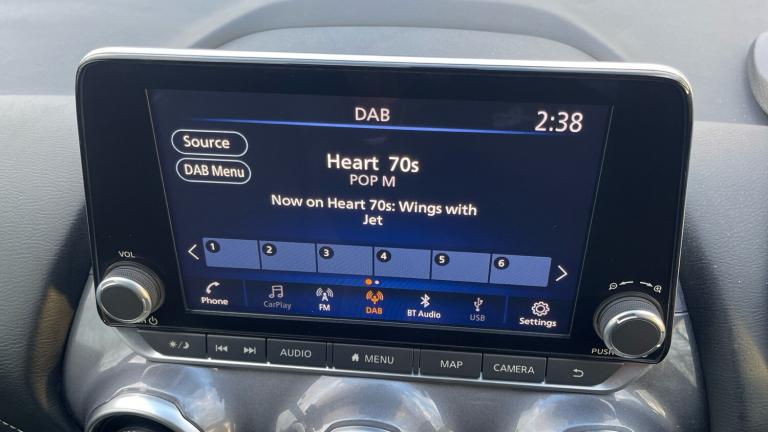 DAB
2:38
Source
Heart 70s
POP M
DAB Menu
Now on Heart 70s: Wings with
Jet
1 2 3 4 5 6
VOL
Phone CarPlay FM DAB BT Audio USB Settings
PUSH
AUDIO MENU MAP CAMERA